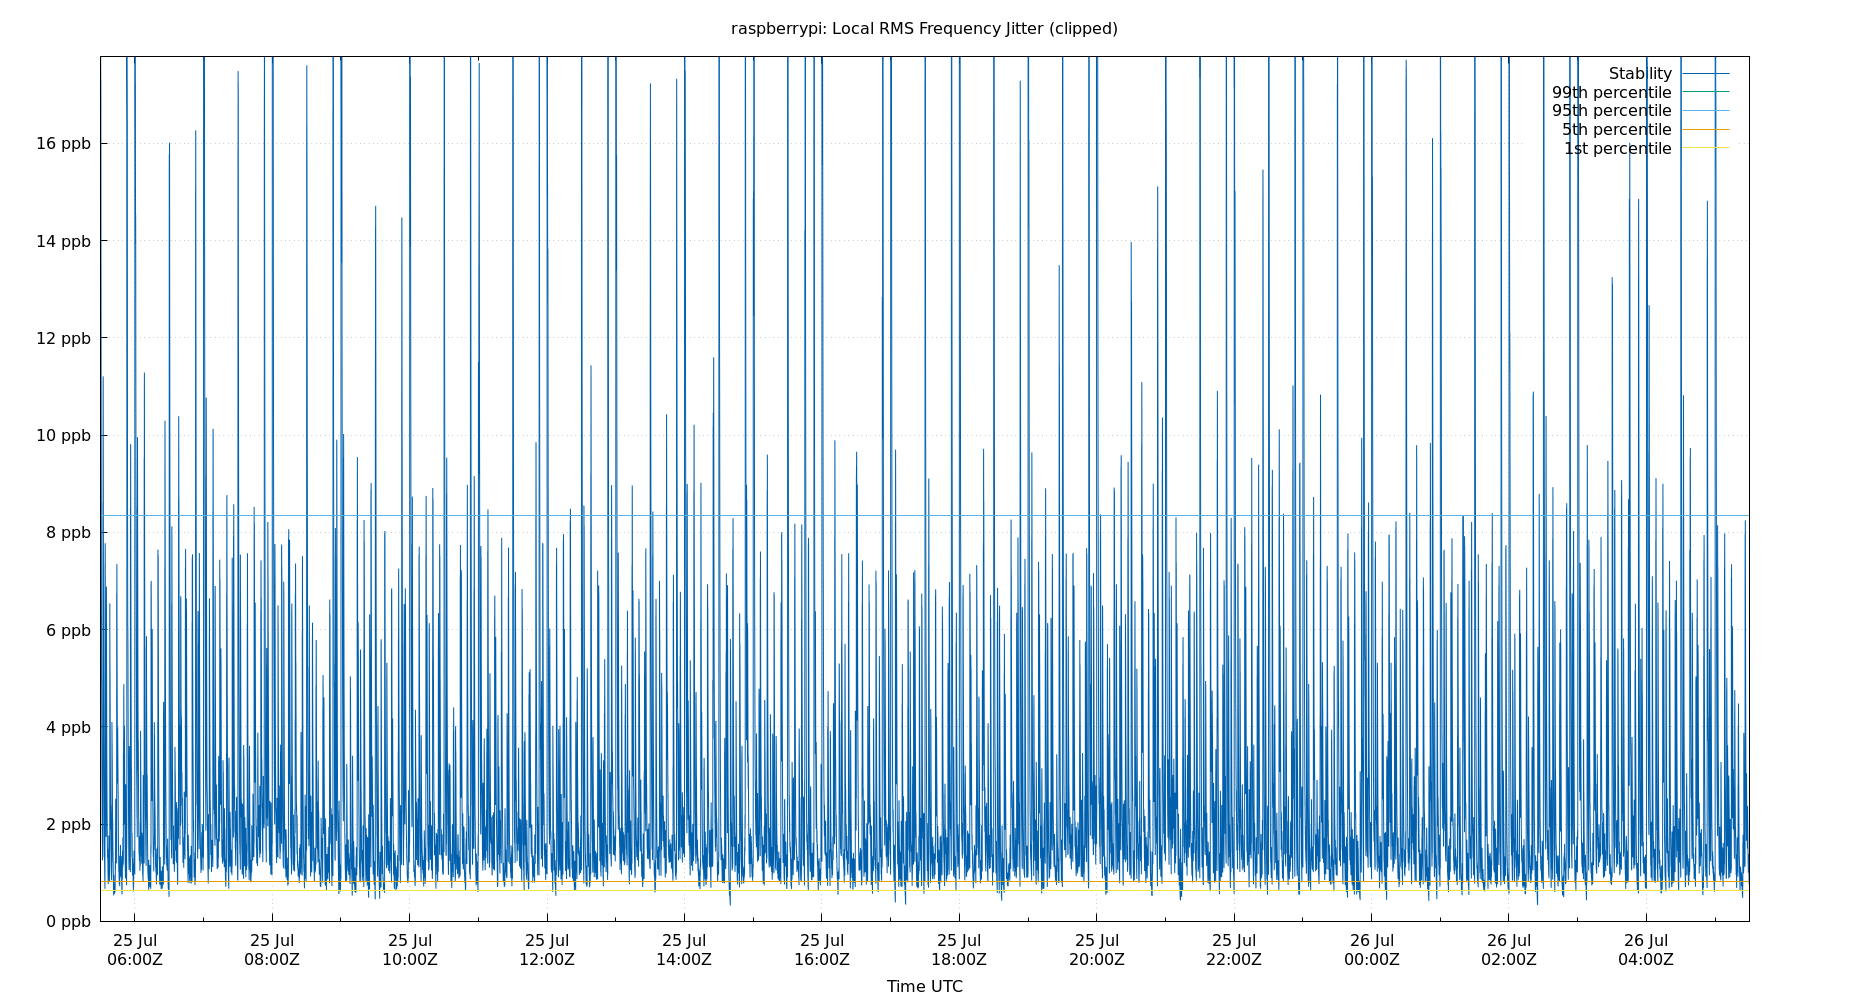 raspberrypi: Local RMS Frequency Jitter (clipped)
Stability
99th percentile
95th percentile
5th percentile
1st percentile
16 ppb
14 ppb
12 ppb
10 ppb
8 ppb
6 ppb
4 ppb
2 ppb
0 ppb
25 Jul 25 Jul 25 Jul 25 Jul 25 Jul 25 Jul 25 Jul 25 Jul 25 Jul 26 Jul 26 Jul 26 Jul
06:00Z 08:00Z 10:00Z 12:00Z 14:00Z 16:00Z 18:00Z 20:00Z 22:00Z 00:00Z 02:00Z 04:00Z
Time UTC